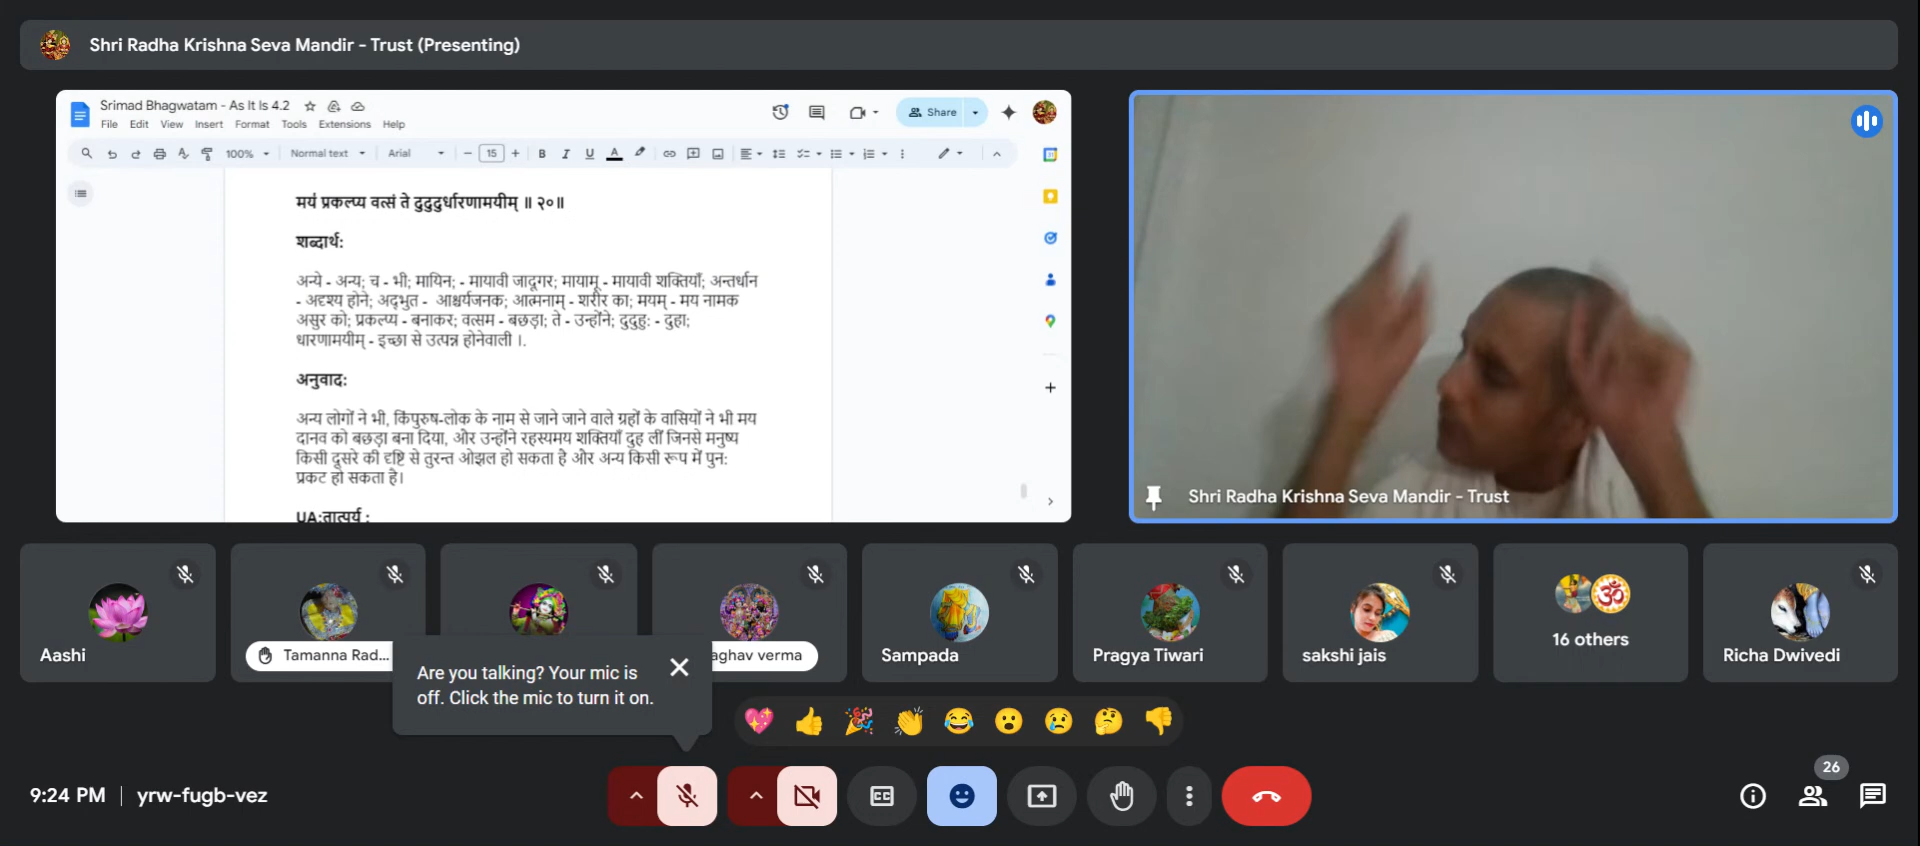 Shri Radha Krishna Seva Mandir - Trust (Presenting)
Srimad Bhagwatam - As It Is 4.2
File Edit View Insert Format Tools Extensions Help
Share
100% Normal text Arial 15 B I U A
मयं प्रकल्प्य वत्सं ते दुदुदुर्धारणामयीम् ॥ २०॥
शब्दार्थ:
अन्ये - अन्य; च - भी; मायिन; - मायावी जादूगर; मायाम् - मायावी शक्तियाँ; अन्तर्धान
- अदृश्य होने; अद्भुत - आश्चर्यजनक; आत्मनाम् - शरीर का; मयम् - मय नामक
असुर को; प्रकल्प्य - बनाकर; वत्सम - बछड़ा; ते - उन्होंने; दुदुहुः - दुहा;
धारणामयीम् - इच्छा से उत्पन्न होनेवाली ।.
अनुवाद:
अन्य लोगों ने भी, किंपुरुष-लोक के नाम से जाने जाने वाले ग्रहों के वासियों ने भी मय
दानव को बछड़ा बना दिया, और उन्होंने रहस्यमय शक्तियाँ दुह लीं जिनसे मनुष्य
किसी दूसरे की दृष्टि से तुरन्त ओझल हो सकता है और अन्य किसी रूप में पुन:
प्रकट हो सकता है।
UA:तात्पर्य :
Shri Radha Krishna Seva Mandir - Trust
Aashi
Tamanna Rad...
aghav verma
Sampada
Pragya Tiwari
sakshi jais
16 others
Richa Dwivedi
Are you talking? Your mic is
off. Click the mic to turn it on.
9:24 PM | yrw-fugb-vez
CC
26